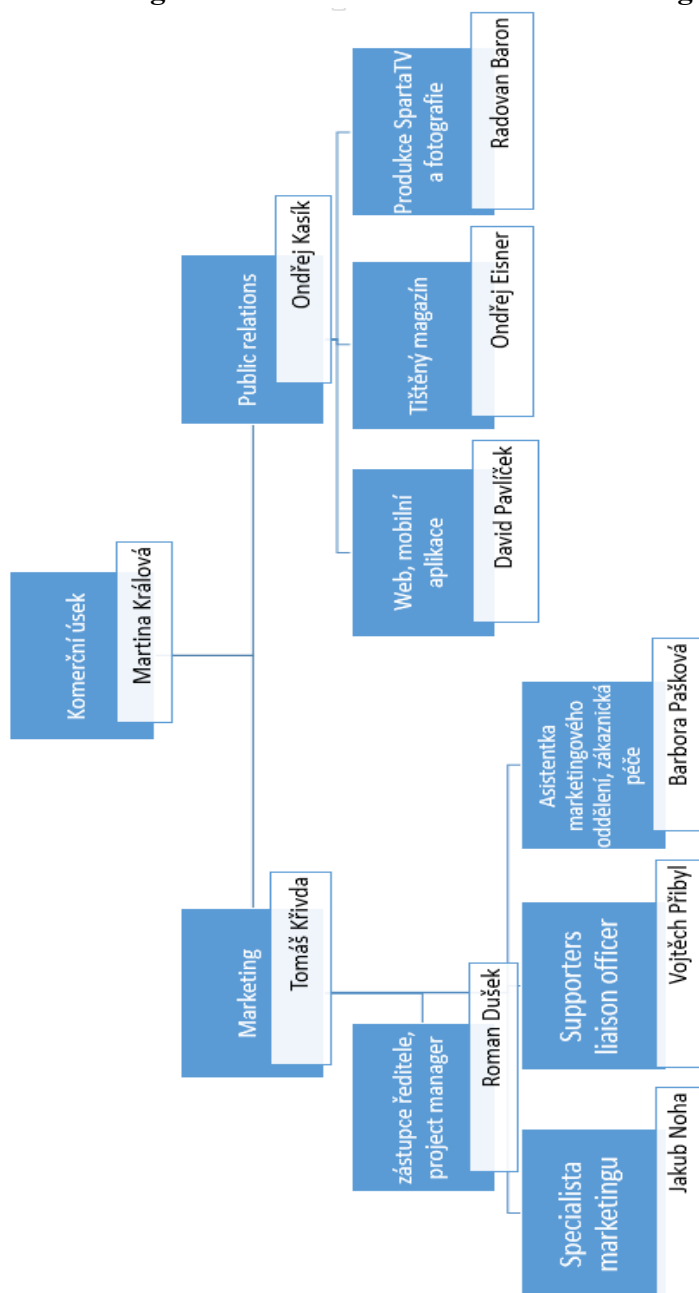 Komerční úsek
Martina Králová
Marketing
Tomáš Křivda
Public relations
Ondřej Kasík
zástupce ředitele,
project manager
Roman Dušek
Web, mobilní
aplikace
David Pavlíček
Tištěný magazín
Ondřej Eisner
Produkce SpartaTV
a fotografie
Radovan Baron
Specialista
marketingu
Jakub Noha
Supporters
liaison officer
Vojtěch Přibyl
Asistentka
marketingového
oddělení, zákaznická
péče
Barbora Pašková